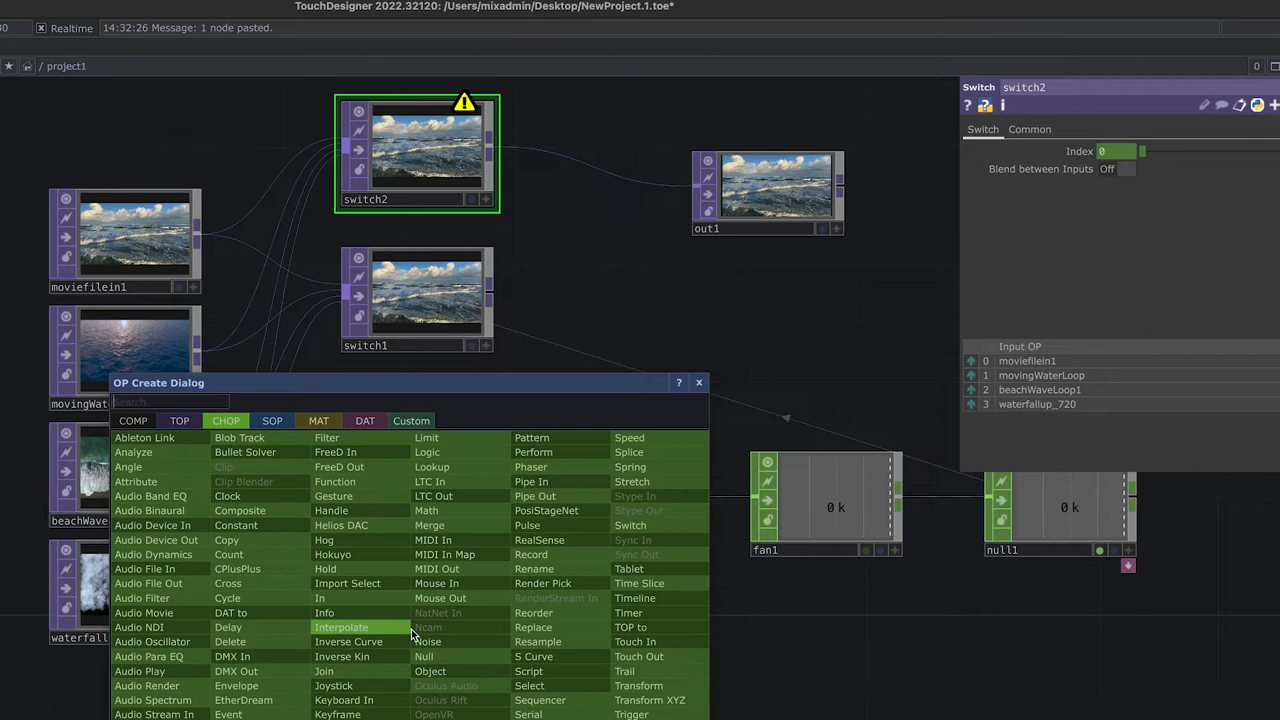 TouchDesigner 2022.32120: /Users/mixadmin/Desktop/NewProject.1.toe*
30 Realtime 14:32:26 Message: 1 node pasted.
/ project1 0
Switch switch2
? i
Switch Common
Index 0
Blend between Inputs Off
Input OP
0 moviefilein1
1 movingWaterLoop
2 beachWaveLoop1
3 waterfallup_720
switch2
out1
moviefilein1
switch1
movingWat
beachWave
waterfall
0 k
fan1
0 k
null1
OP Create Dialog ? x
Search
COMP TOP CHOP SOP MAT DAT Custom
Ableton Link Blob Track Filter Limit Pattern Speed
Analyze Bullet Solver FreeD In Logic Perform Splice
Angle Clip FreeD Out Lookup Phaser Spring
Attribute Clip Blender Function LTC In Pipe In Stretch
Audio Band EQ Clock Gesture LTC Out Pipe Out Stype In
Audio Binaural Composite Handle Math PosiStageNet Stype Out
Audio Device In Constant Helios DAC Merge Pulse Switch
Audio Device Out Copy Hog MIDI In RealSense Sync In
Audio Dynamics Count Hokuyo MIDI In Map Record Sync Out
Audio File In CPlusPlus Hold MIDI Out Rename Tablet
Audio File Out Cross Import Select Mouse In Render Pick Time Slice
Audio Filter Cycle In Mouse Out RenderStream In Timeline
Audio Movie DAT to Info NatNet In Reorder Timer
Audio NDI Delay Interpolate Ncam Replace TOP to
Audio Oscillator Delete Inverse Curve Noise Resample Touch In
Audio Para EQ DMX In Inverse Kin Null S Curve Touch Out
Audio Play DMX Out Join Object Script Trail
Audio Render Envelope Joystick Oculus Audio Select Transform
Audio Spectrum EtherDream Keyboard In Oculus Rift Sequencer Transform XYZ
Audio Stream In Event Keyframe OpenVR Serial Trigger